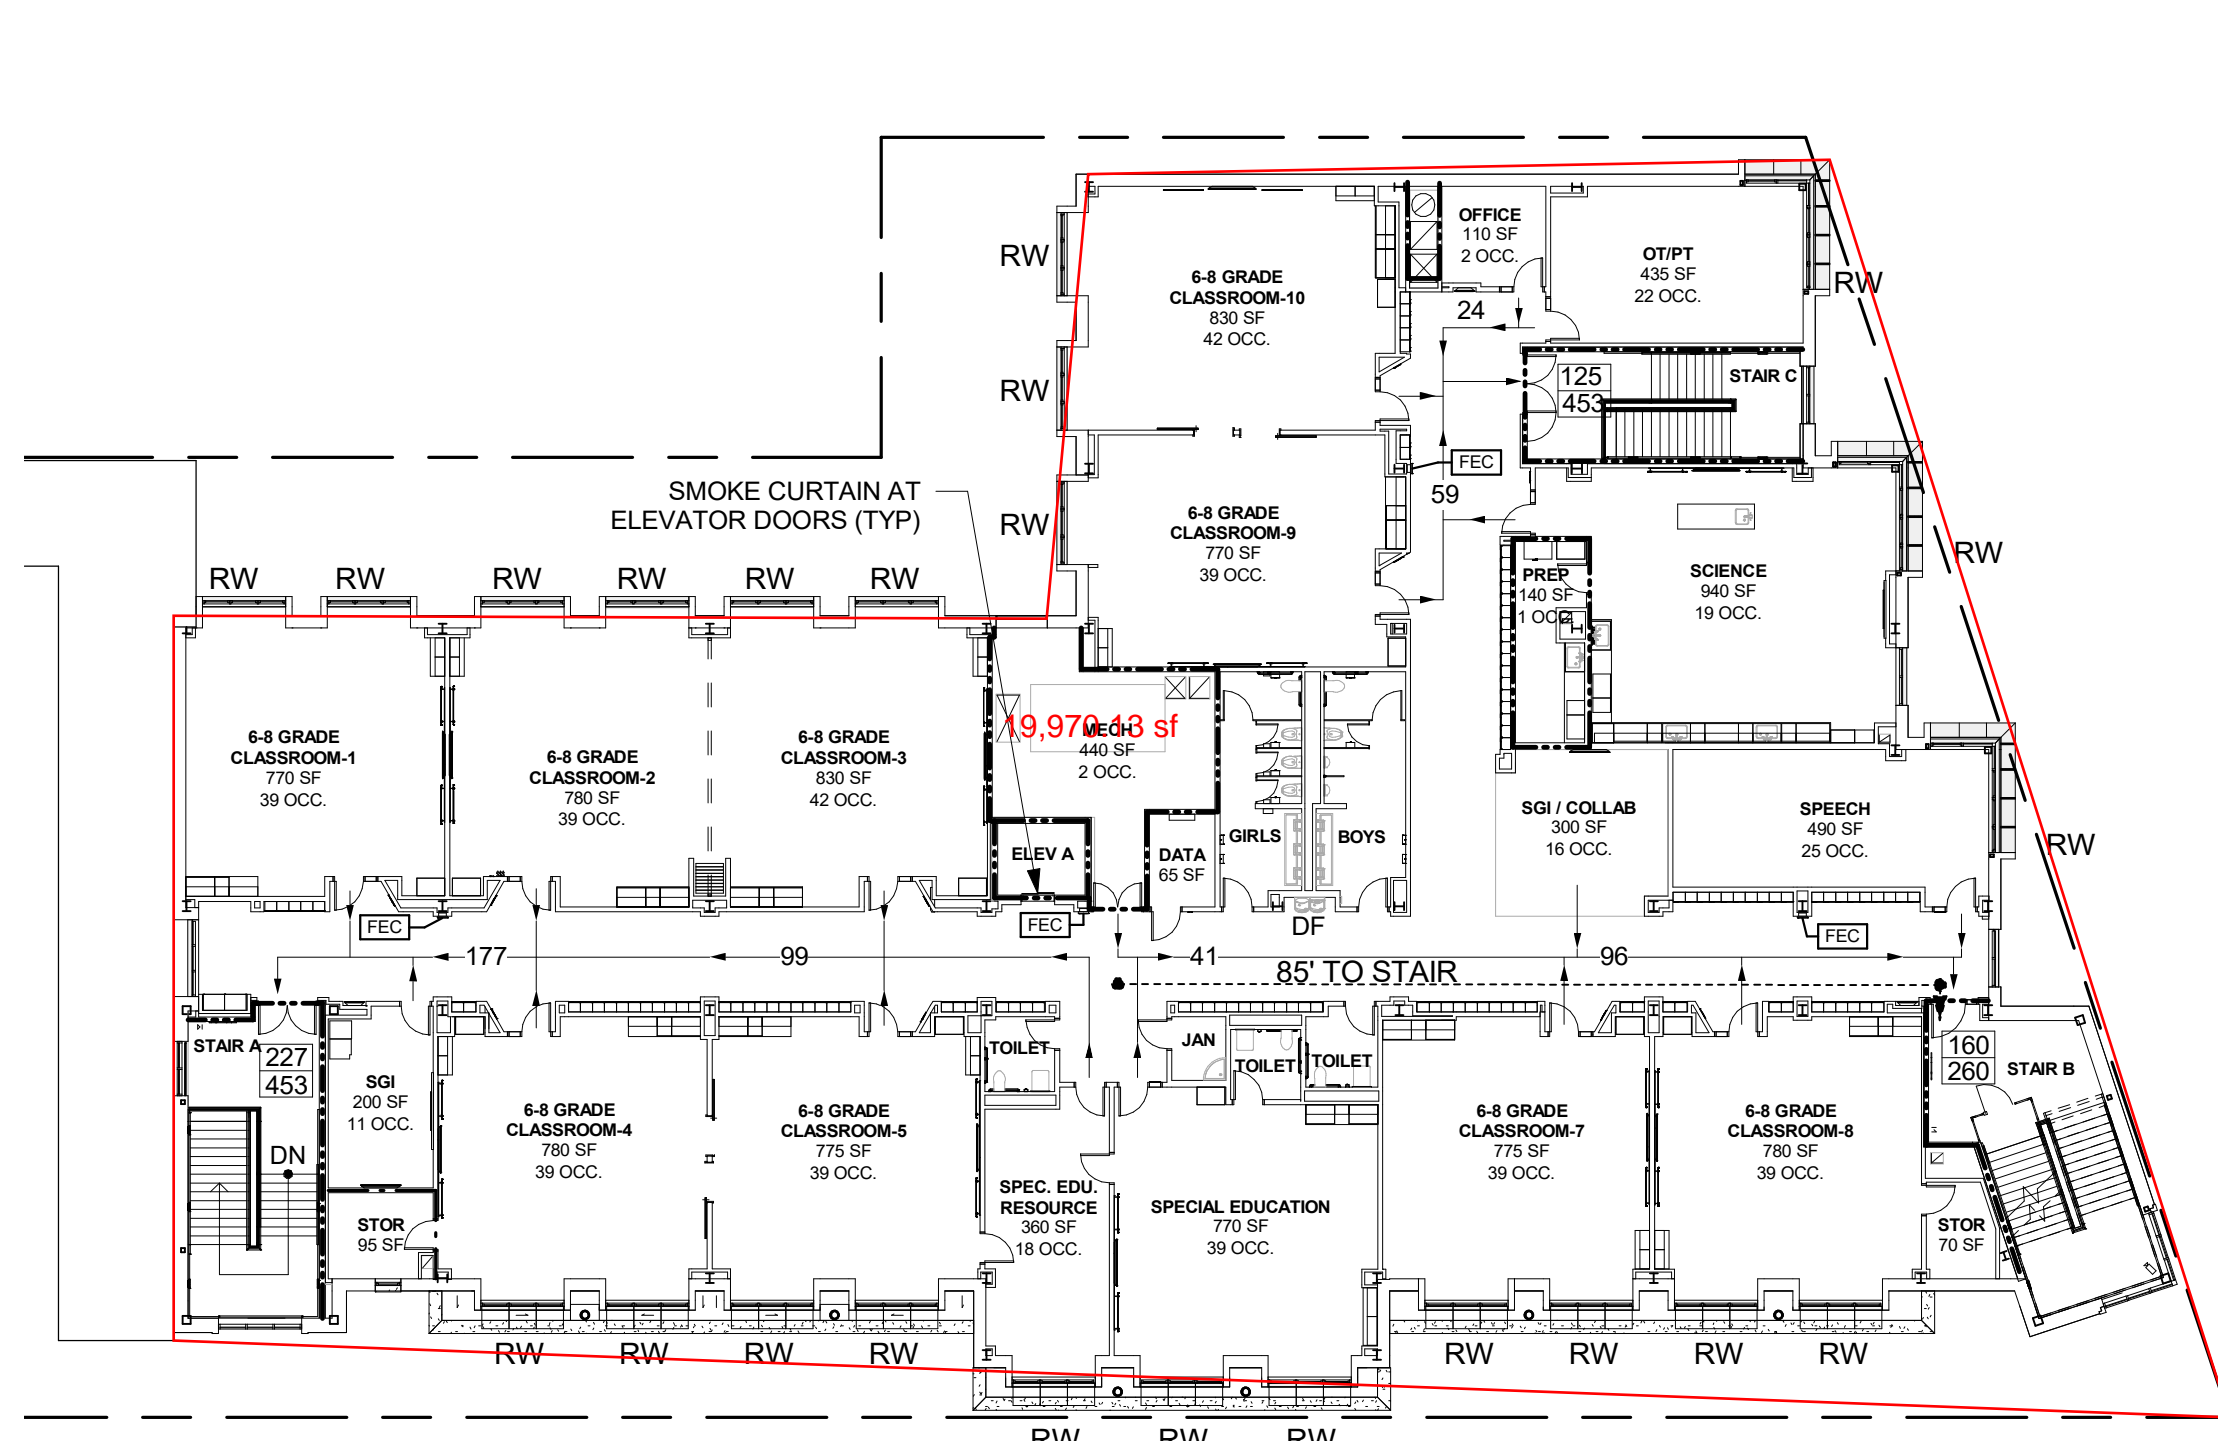 OFFICE
110 SF
2 OCC.
OT/PT
435 SF
22 OCC.
RW
RW
6-8 GRADE
CLASSROOM-10
830 SF
42 OCC.
24
STAIR C
125
453
RW
FEC
SMOKE CURTAIN AT
ELEVATOR DOORS (TYP)
59
RW
6-8 GRADE
CLASSROOM-9
770 SF
39 OCC.
RW
PREP
140 SF
1 OCC.
SCIENCE
940 SF
19 OCC.
RW
RW
RW
RW
RW
RW
6-8 GRADE
CLASSROOM-1
770 SF
39 OCC.
6-8 GRADE
CLASSROOM-2
780 SF
39 OCC.
6-8 GRADE
CLASSROOM-3
830 SF
42 OCC.
19,970.13 sf
MECH
440 SF
2 OCC.
SGI / COLLAB
300 SF
16 OCC.
SPEECH
490 SF
25 OCC.
RW
ELEV A
DATA
65 SF
GIRLS
BOYS
FEC
FEC
DF
FEC
177
99
41
96
85' TO STAIR
STAIR A
227
453
SGI
200 SF
11 OCC.
TOILET
JAN
TOILET
TOILET
160
260
STAIR B
DN
6-8 GRADE
CLASSROOM-4
780 SF
39 OCC.
6-8 GRADE
CLASSROOM-5
775 SF
39 OCC.
6-8 GRADE
CLASSROOM-7
775 SF
39 OCC.
6-8 GRADE
CLASSROOM-8
780 SF
39 OCC.
SPEC. EDU.
RESOURCE
360 SF
18 OCC.
SPECIAL EDUCATION
770 SF
39 OCC.
STOR
95 SF
STOR
70 SF
RW
RW
RW
RW
RW
RW
RW
RW
RW
RW
RW